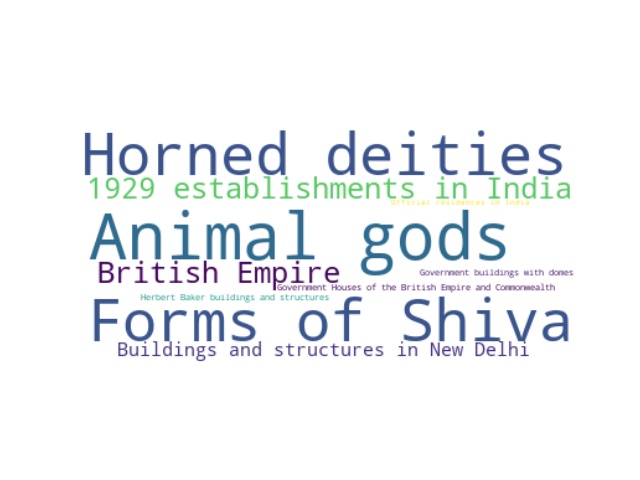 Horned deities
1929 establishments in India
Official residences in India
Animal gods
British Empire
Government buildings with domes
Government Houses of the British Empire and Commonwealth
Herbert Baker buildings and structures
Forms of Shiva
Buildings and structures in New Delhi